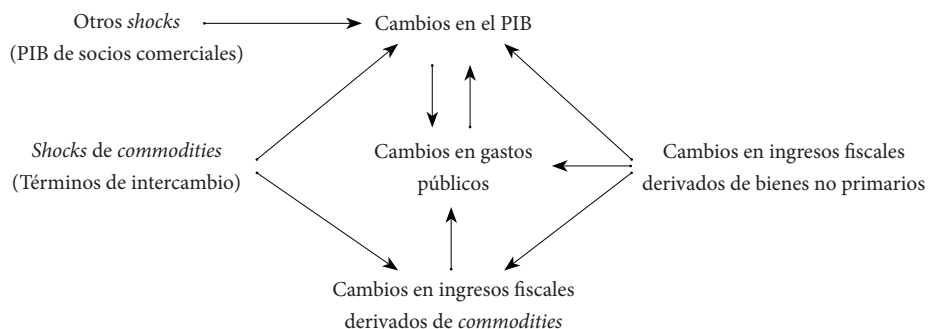 Otros shocks
(PIB de socios comerciales)
Cambios en el PIB
Shocks de commodities
(Términos de intercambio)
Cambios en gastos
públicos
Cambios en ingresos fiscales
derivados de bienes no primarios
Cambios en ingresos fiscales
derivados de commodities